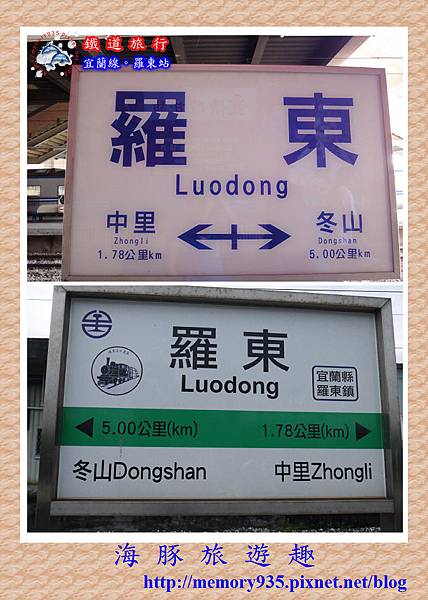 鐵道旅行
宜蘭線。羅東站
羅東
Luodong
中里
Zhongli
1.78公里km
冬山
Dongshan
5.00公里km
羅東
Luodong
宜蘭縣
羅東鎮
5.00公里(km)
1.78公里(km)
冬山Dongshan
中里Zhongli
海豚旅遊趣
http://memory935.pixnet.net/blog